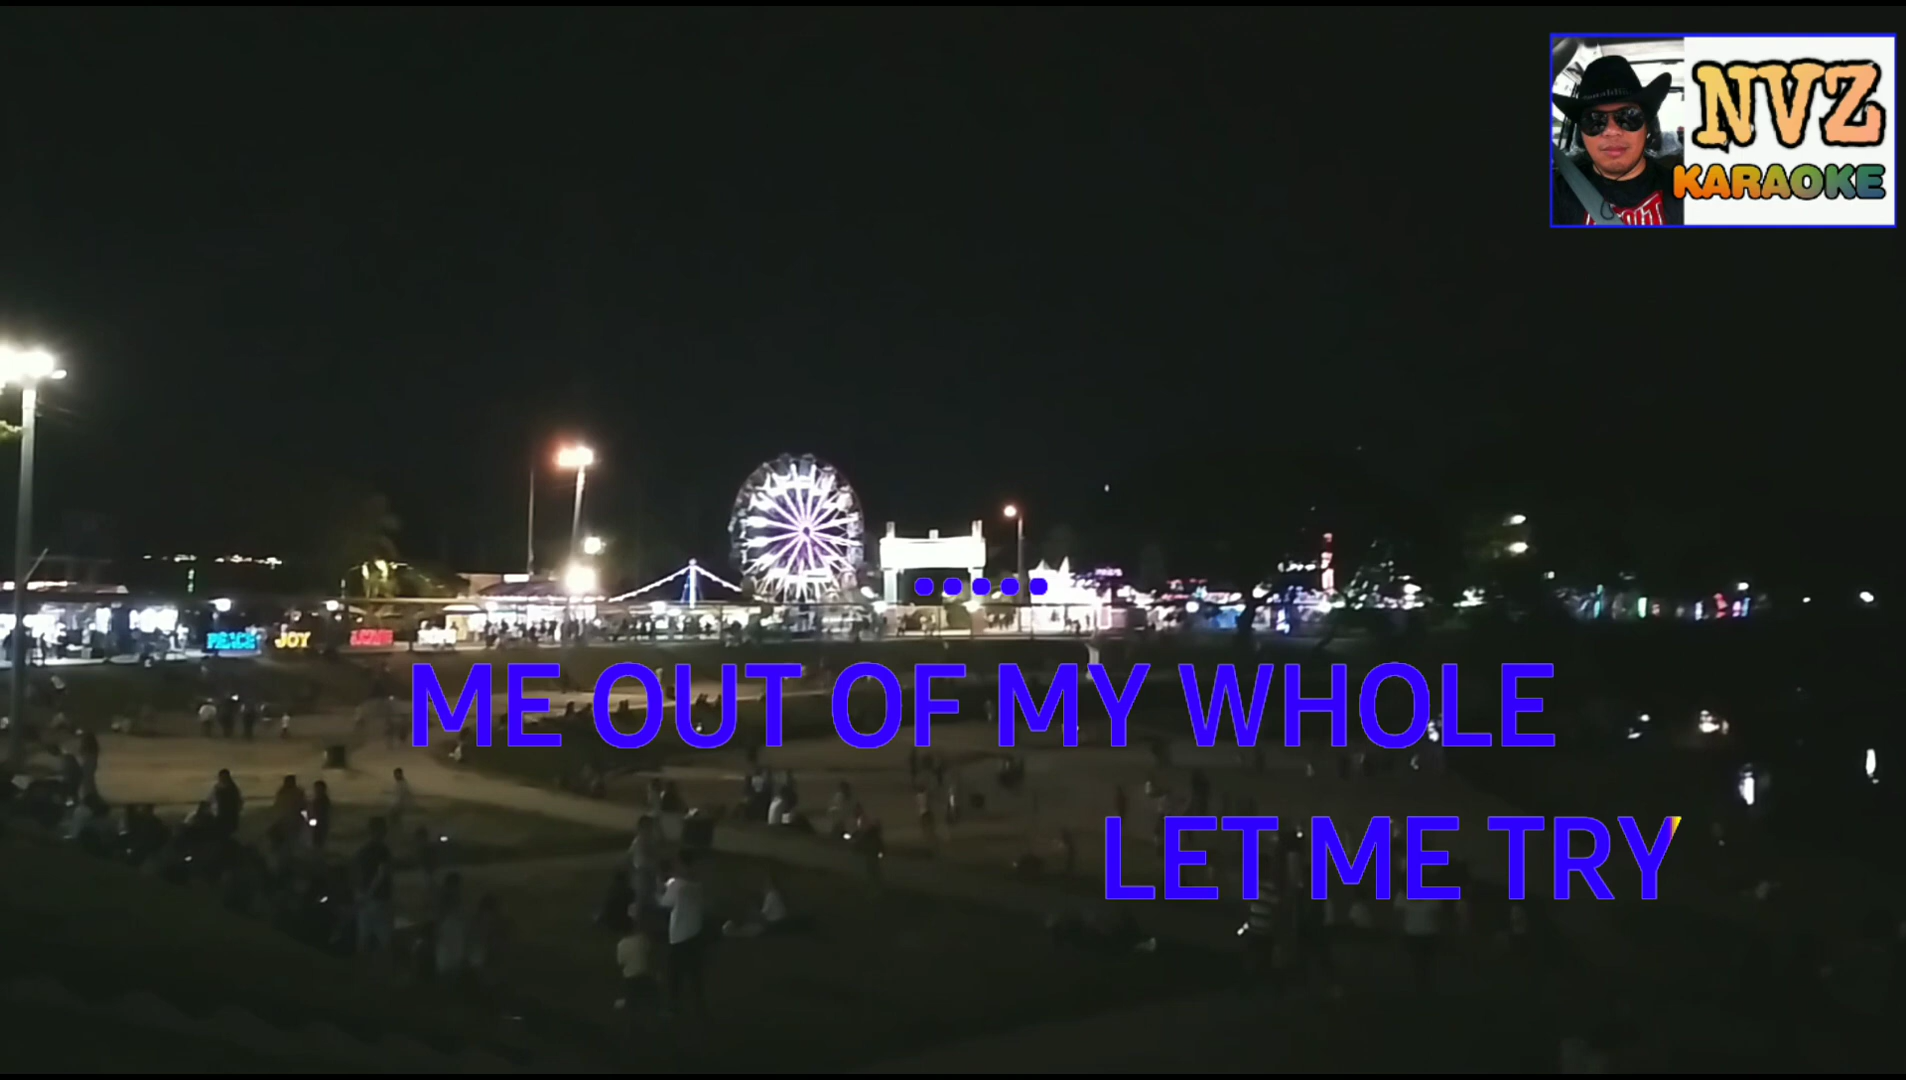 NVZ
KARAOKE
PEACE JOY
.....
ME OUT OF MY WHOLE
LET ME TRY